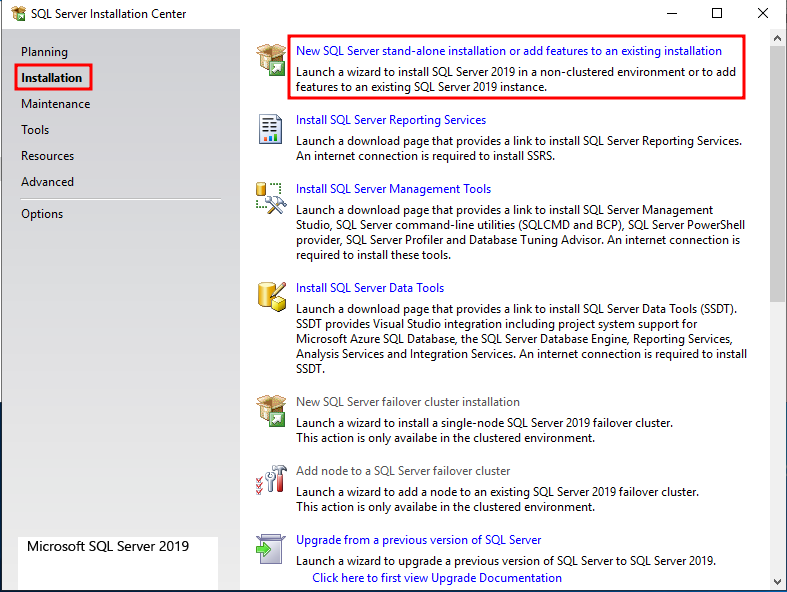 SQL Server Installation Center
Planning
Installation
Maintenance
Tools
Resources
Advanced
Options
Microsoft SQL Server 2019
New SQL Server stand-alone installation or add features to an existing installation
Launch a wizard to install SQL Server 2019 in a non-clustered environment or to add
features to an existing SQL Server 2019 instance.
Install SQL Server Reporting Services
Launch a download page that provides a link to install SQL Server Reporting Services.
An internet connection is required to install SSRS.
Install SQL Server Management Tools
Launch a download page that provides a link to install SQL Server Management
Studio, SQL Server command-line utilities (SQLCMD and BCP), SQL Server PowerShell
provider, SQL Server Profiler and Database Tuning Advisor. An internet connection is
required to install these tools.
Install SQL Server Data Tools
Launch a download page that provides a link to install SQL Server Data Tools (SSDT).
SSDT provides Visual Studio integration including project system support for
Microsoft Azure SQL Database, the SQL Server Database Engine, Reporting Services,
Analysis Services and Integration Services. An internet connection is required to install
SSDT.
New SQL Server failover cluster installation
Launch a wizard to install a single-node SQL Server 2019 failover cluster.
This action is only availabe in the clustered environment.
Add node to a SQL Server failover cluster
Launch a wizard to add a node to an existing SQL Server 2019 failover cluster.
This action is only availabe in the clustered environment.
Upgrade from a previous version of SQL Server
Launch a wizard to upgrade a previous version of SQL Server to SQL Server 2019.
Click here to first view Upgrade Documentation